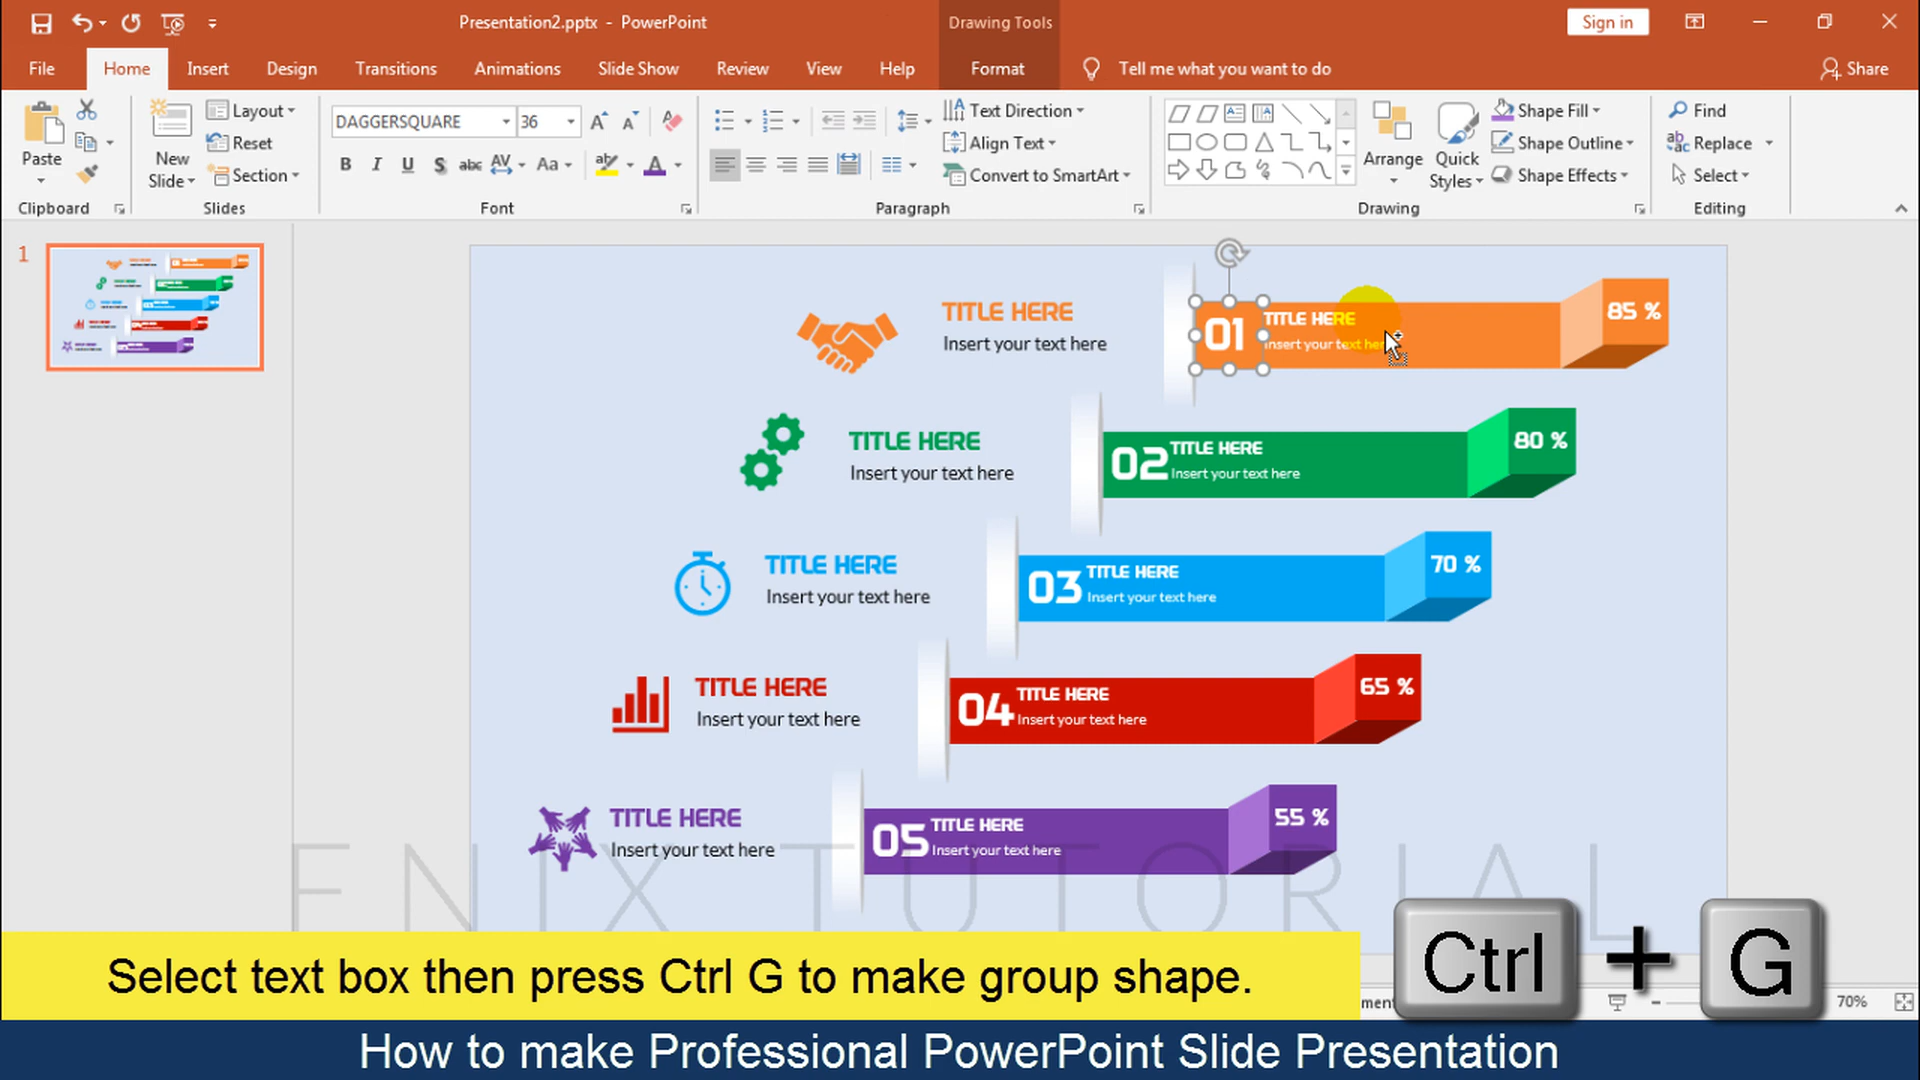 Presentation2.pptx - PowerPoint
Drawing Tools
Sign in
File
Home
Insert
Design
Transitions
Animations
Slide Show
Review
View
Help
Format
Tell me what you want to do
Share
Paste
Clipboard
New
Slide
Layout
Reset
Section
Slides
DAGGERSQUARE
36
B I U S abc AV Aa A
Font
Text Direction
Align Text
Convert to SmartArt
Paragraph
Arrange
Quick
Styles
Shape Fill
Shape Outline
Shape Effects
Drawing
Find
Replace
Select
Editing
1
TITLE HERE
Insert your text here
01
TITLE HERE
Insert your text here
85 %
TITLE HERE
Insert your text here
02
TITLE HERE
Insert your text here
80 %
TITLE HERE
Insert your text here
03
TITLE HERE
Insert your text here
70 %
TITLE HERE
Insert your text here
04
TITLE HERE
Insert your text here
65 %
TITLE HERE
Insert your text here
05
TITLE HERE
Insert your text here
55 %
FNIX TUTORIAL
Select text box then press Ctrl G to make group shape.
Ctrl + G
70%
How to make Professional PowerPoint Slide Presentation